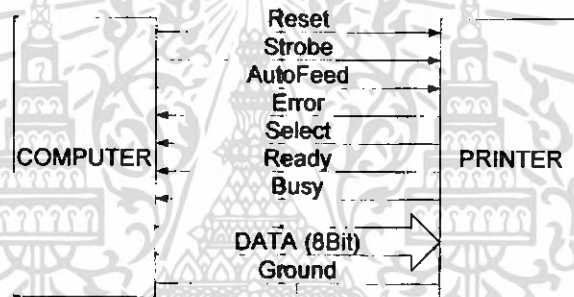 Reset
Strobe
AutoFeed
Error
Select
COMPUTER Ready PRINTER
Busy
DATA (8Bit)
Ground